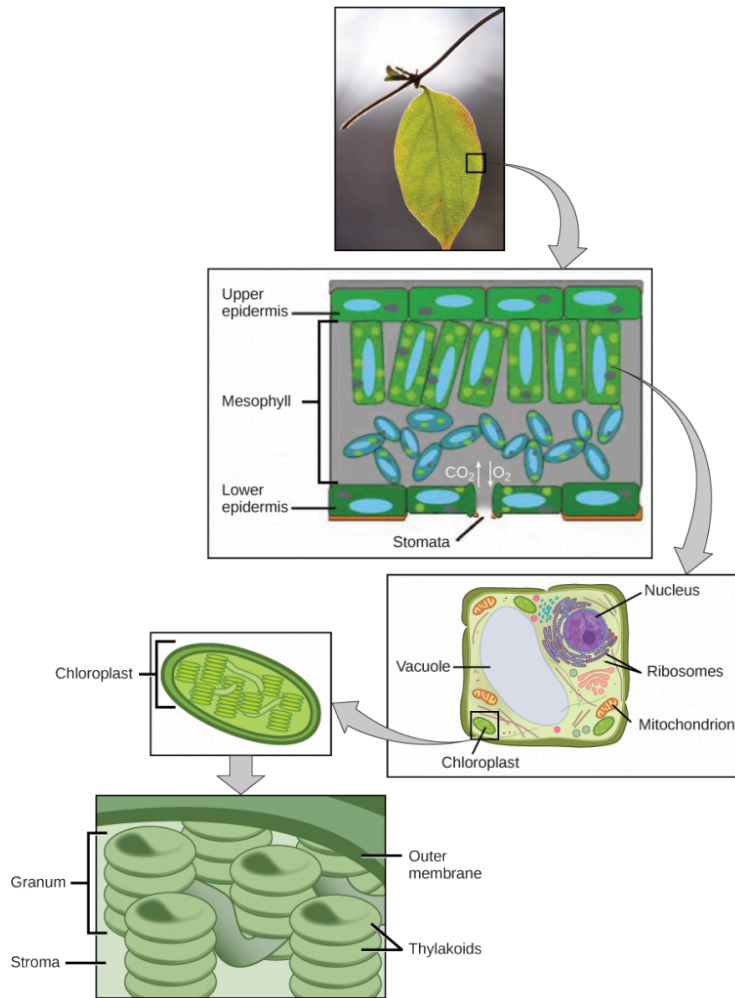 Upper
epidermis
Mesophyll
CO₂ O₂
Lower
epidermis
Stomata
Nucleus
Vacuole
Ribosomes
Mitochondrion
Chloroplast
Chloroplast
Granum
Outer
membrane
Stroma
Thylakoids